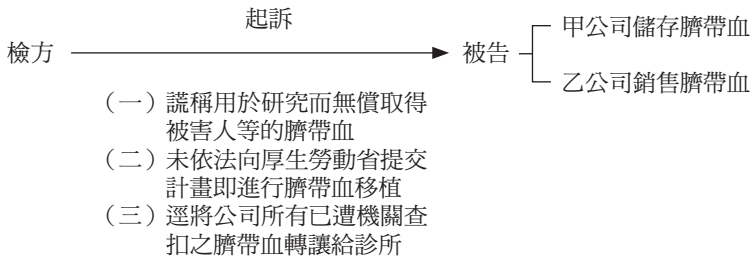 起訴
檢方
被告
甲公司儲存臍帶血
乙公司銷售臍帶血
（一）謊稱用於研究而無償取得
被害人等的臍帶血
（二）未依法向厚生勞動省提交
計畫即進行臍帶血移植
（三）逕將公司所有已遭機關查
扣之臍帶血轉讓給診所